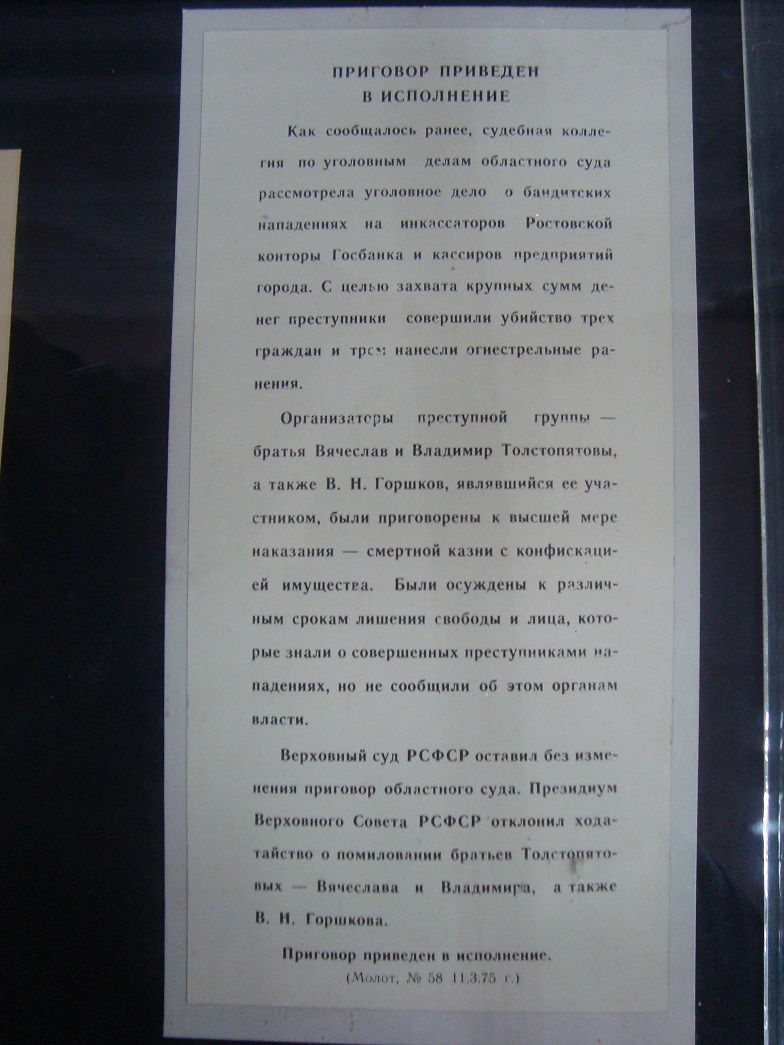 ПРИГОВОР ПРИВЕДЕН
В ИСПОЛНЕНИЕ
Как сообщалось ранее, судебная колле-
гия по уголовным делам областного суда
рассмотрела уголовное дело о бандитских
нападениях на инкассаторов Ростовской
конторы Госбанка и кассиров предприятий
города. С целью захвата крупных сумм де-
нег преступники совершили убийство трех
граждан и трем нанесли огнестрельные ра-
нения.
Организаторы преступной группы —
братья Вячеслав и Владимир Толстопятовы,
а также В. Н. Горшков, являвшийся ее уча-
стником, были приговорены к высшей мере
наказания — смертной казни с конфискаци-
ей имущества. Были осуждены к различ-
ным срокам лишения свободы и лица, кото-
рые знали о совершенных преступниками на-
падениях, но не сообщили об этом органам
власти.
Верховный суд РСФСР оставил без изме-
нения приговор областного суда. Президиум
Верховного Совета РСФСР отклонил хода-
тайство о помиловании братьев Толстопято-
вых — Вячеслава и Владимира, а также
В. Н. Горшкова.
Приговор приведен в исполнение.
(Молот, № 58 11.3.75 г.)